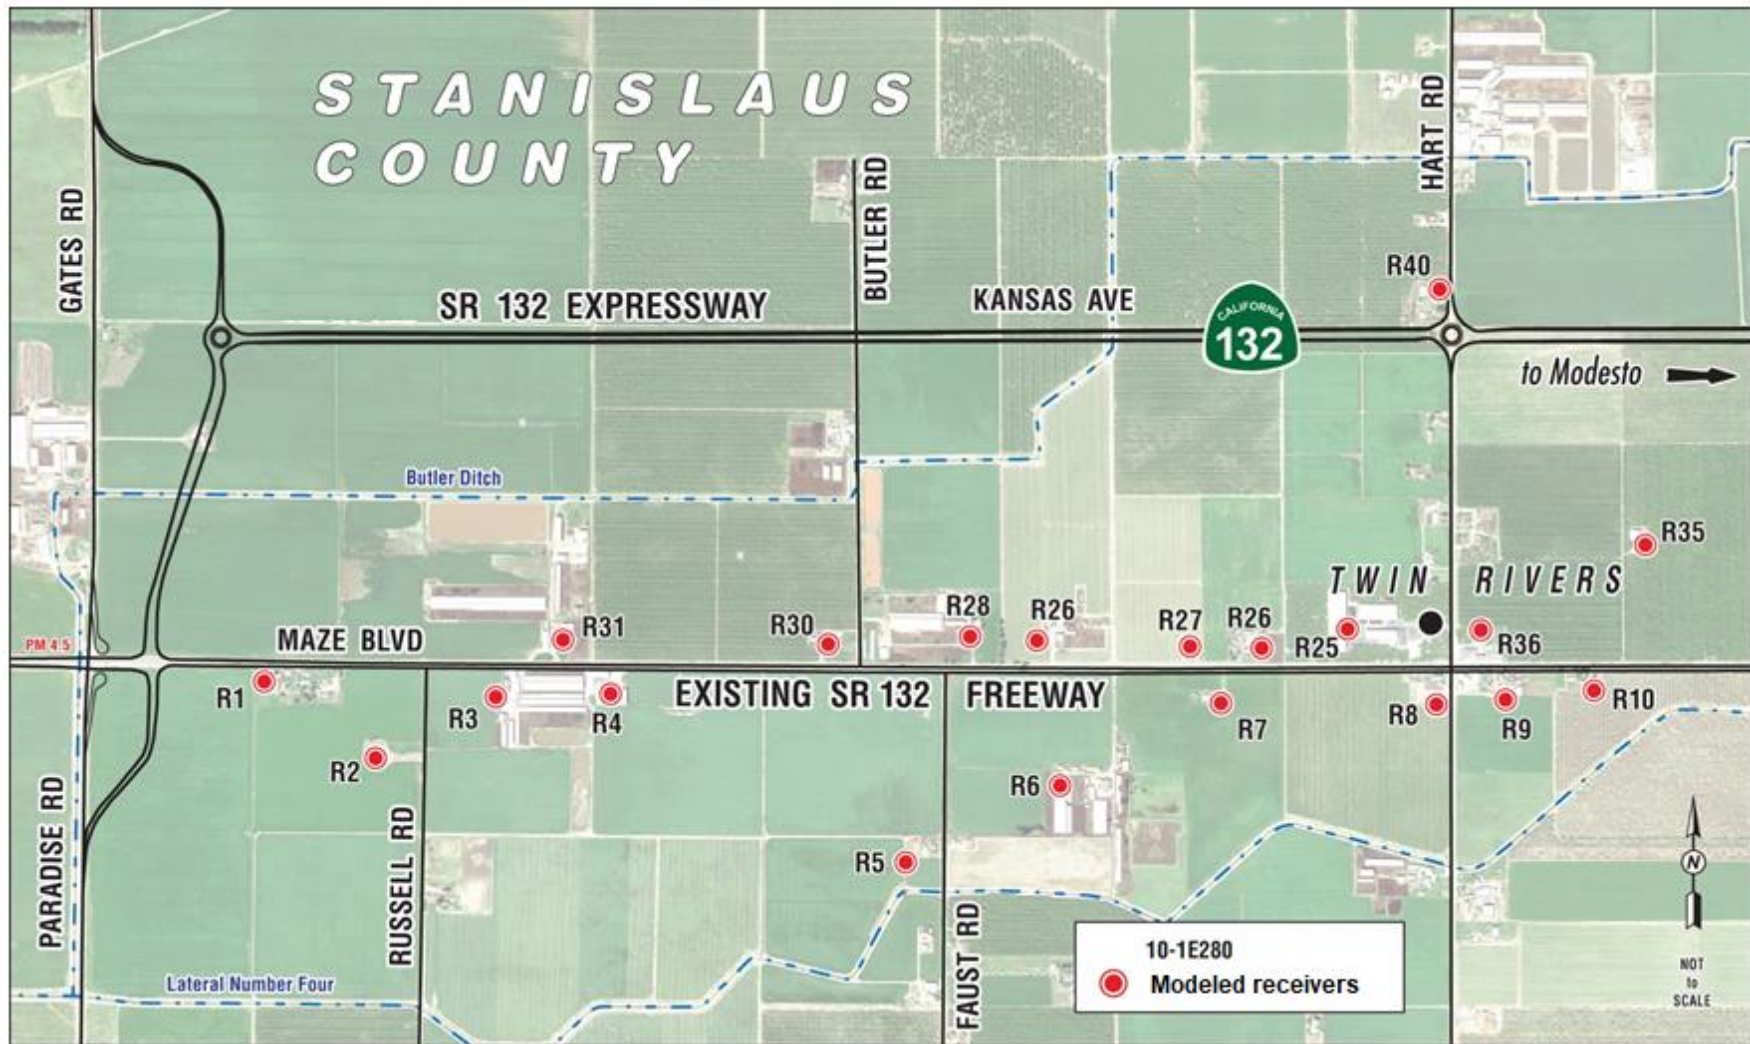 STANISLAUS
COUNTY
GATES RD
BUTLER RD
HART RD
R40
SR 132 EXPRESSWAY
KANSAS AVE
CALIFORNIA
132
to Modesto
Butler Ditch
R35
TWIN RIVERS
PM 4.5
MAZE BLVD
R31
R30
R28
R26
R27
R26
R25
R36
R1
R3
R4
EXISTING SR 132 FREEWAY
R7
R8
R9
R10
R2
R6
R5
PARADISE RD
RUSSELL RD
FAUST RD
Lateral Number Four
10-1E280
Modeled receivers
N
NOT
to
SCALE